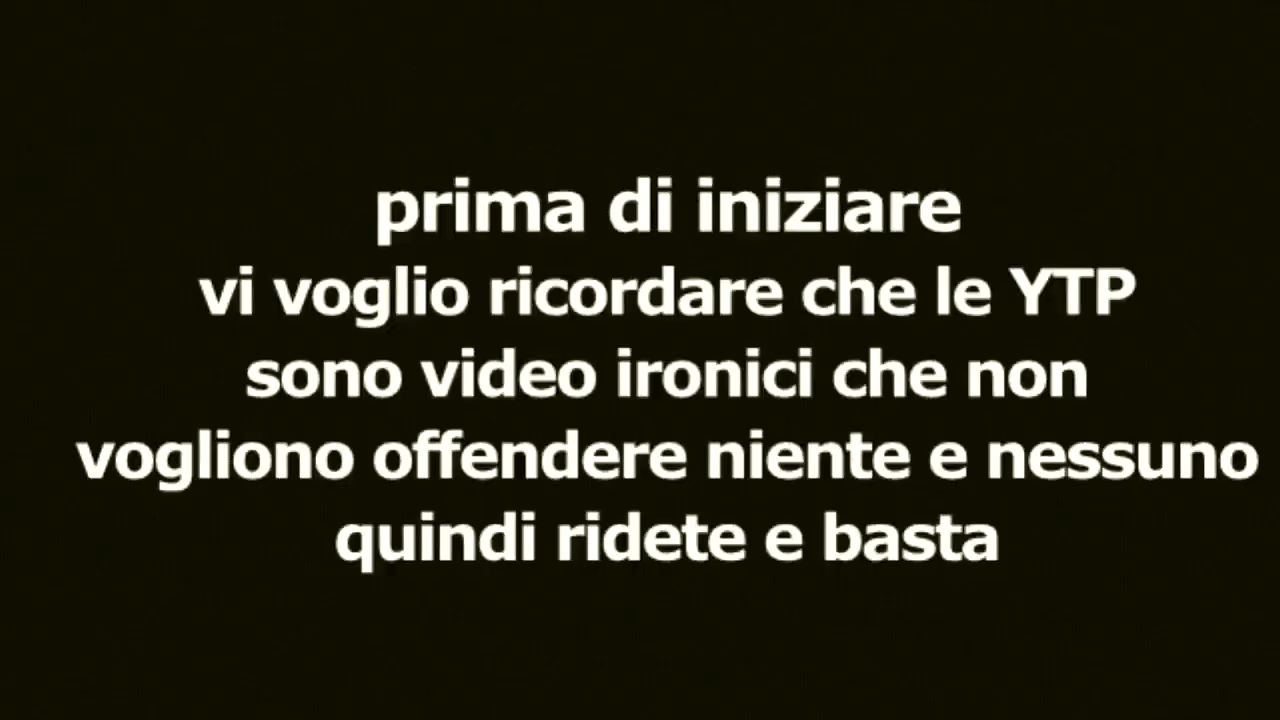 prima di iniziare
vi voglio ricordare che le YTP
sono video ironici che non
vogliono offendere niente e nessuno
quindi ridete e basta